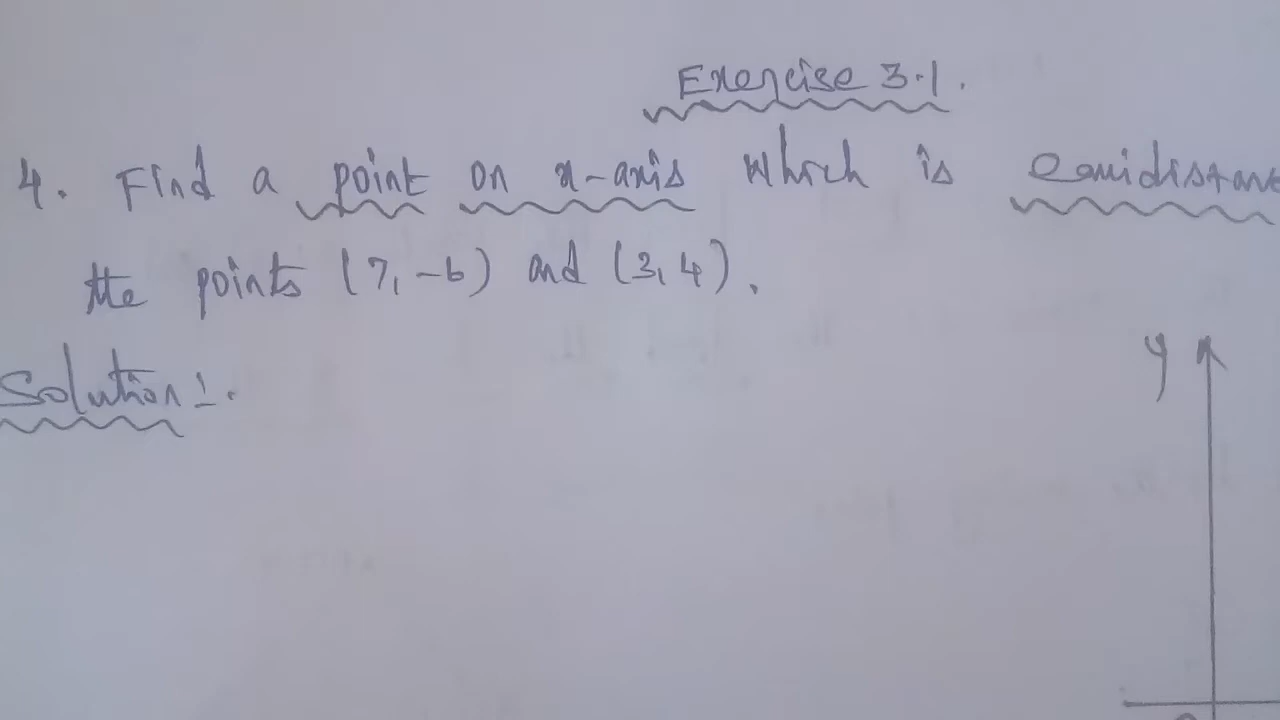 Exercise 3.1.
4. Find a point on x-axis which is equidistant
the points (7, -6) and (3, 4).
Solution:.
y